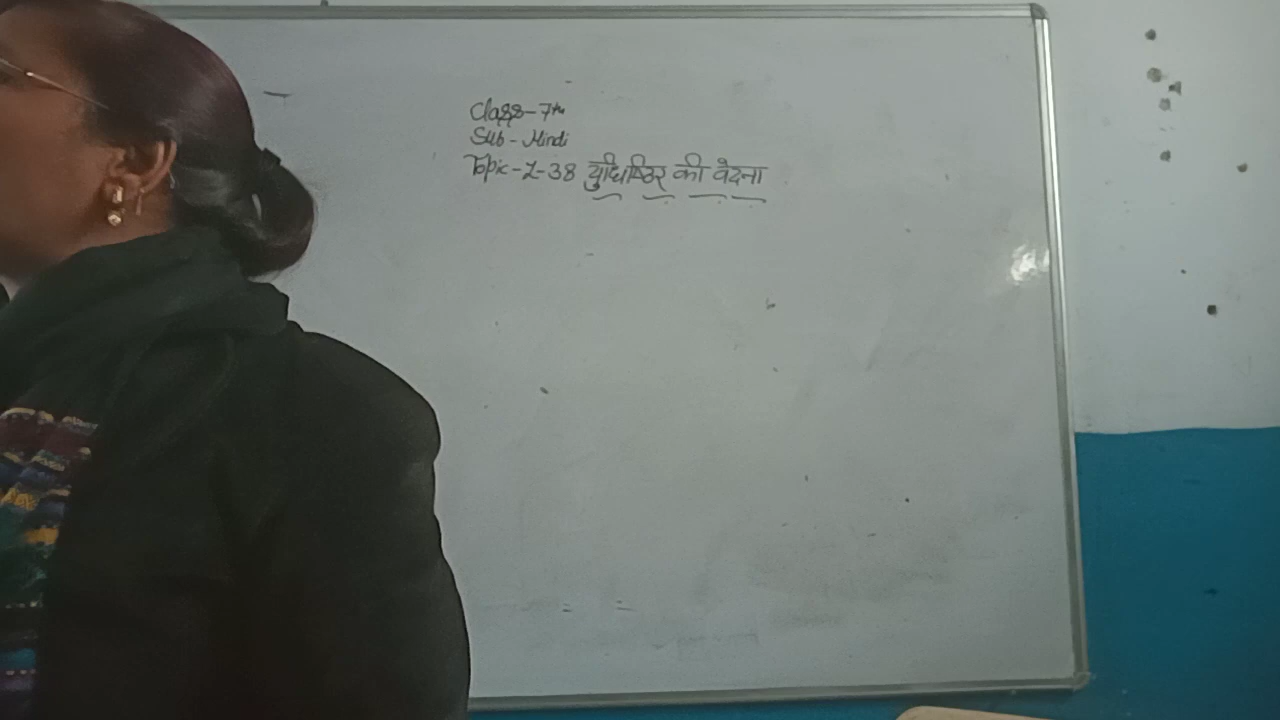 Class-7th
Sub - Hindi
Topic-L-38 युधिष्ठिर की वेदना